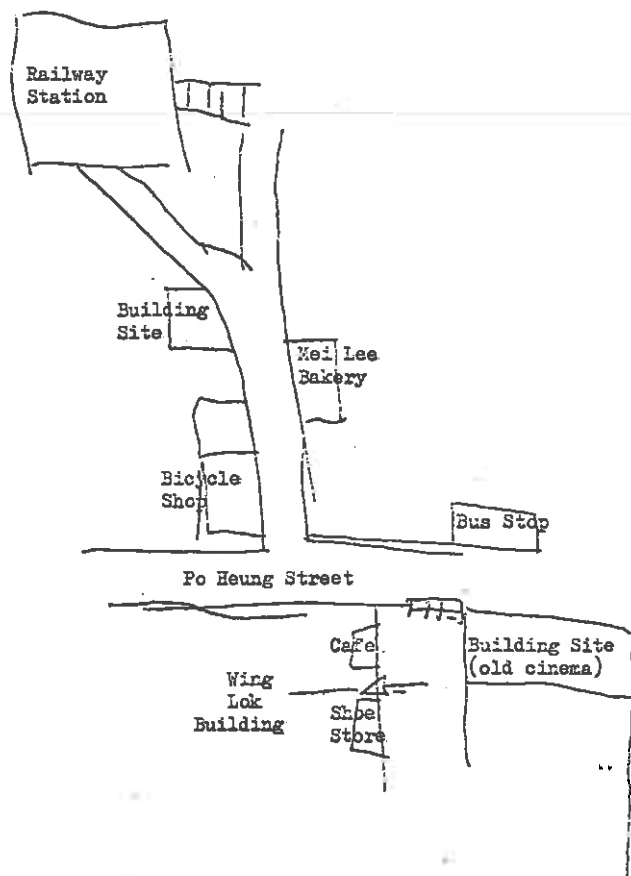 Railway
Station
Building
Site
Mei Lee
Bakery
Bicycle
Shop
Bus Stop
Po Heung Street
Cafe
Building Site
(old cinema)
Wing
Lok
Building
Shoe
Store